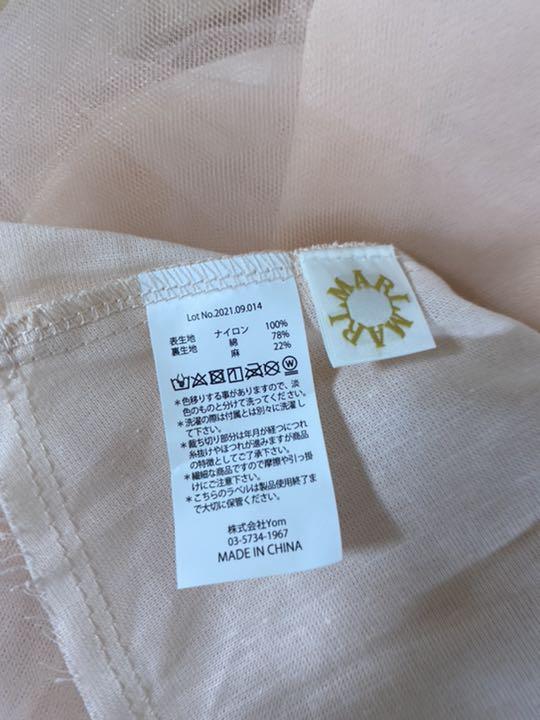 Lot No.2021.09.014
表生地 ナイロン 100%
裏生地 綿 78%
麻 22%
*色移りする事がありますので、淡
色のものと分けて洗ってください。
*洗濯の際は付属とは別々に洗濯し
て下さい。
*裁ち切り部分は年月が経つにつれ
糸抜けやほつれが進みますが商品
の特徴としてご了承下さい。
*繊細な商品ですので摩擦や引っ掛
けにご注意下さい。
*こちらのラベルは製品使用終了ま
で大切に保管ください。
株式会社Yom
03-5734-1967
MADE IN CHINA
MARI.MARI.MARI.